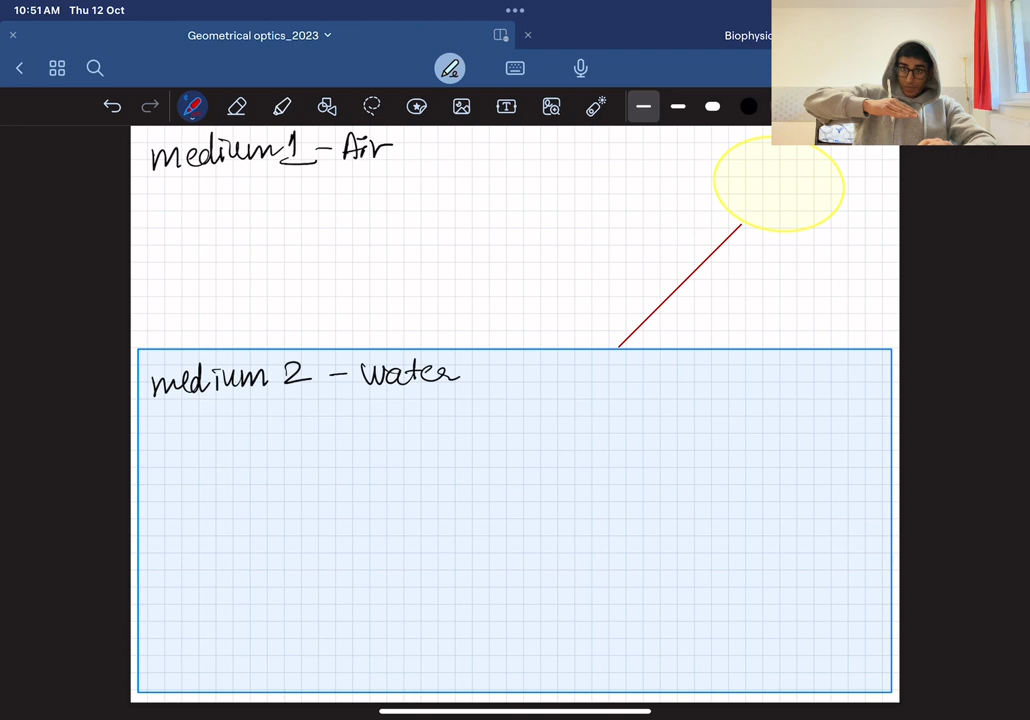 10:51 AM Thu 12 Oct
Geometrical optics_2023
Biophysic
medium 1 - Air
medium 2 - water